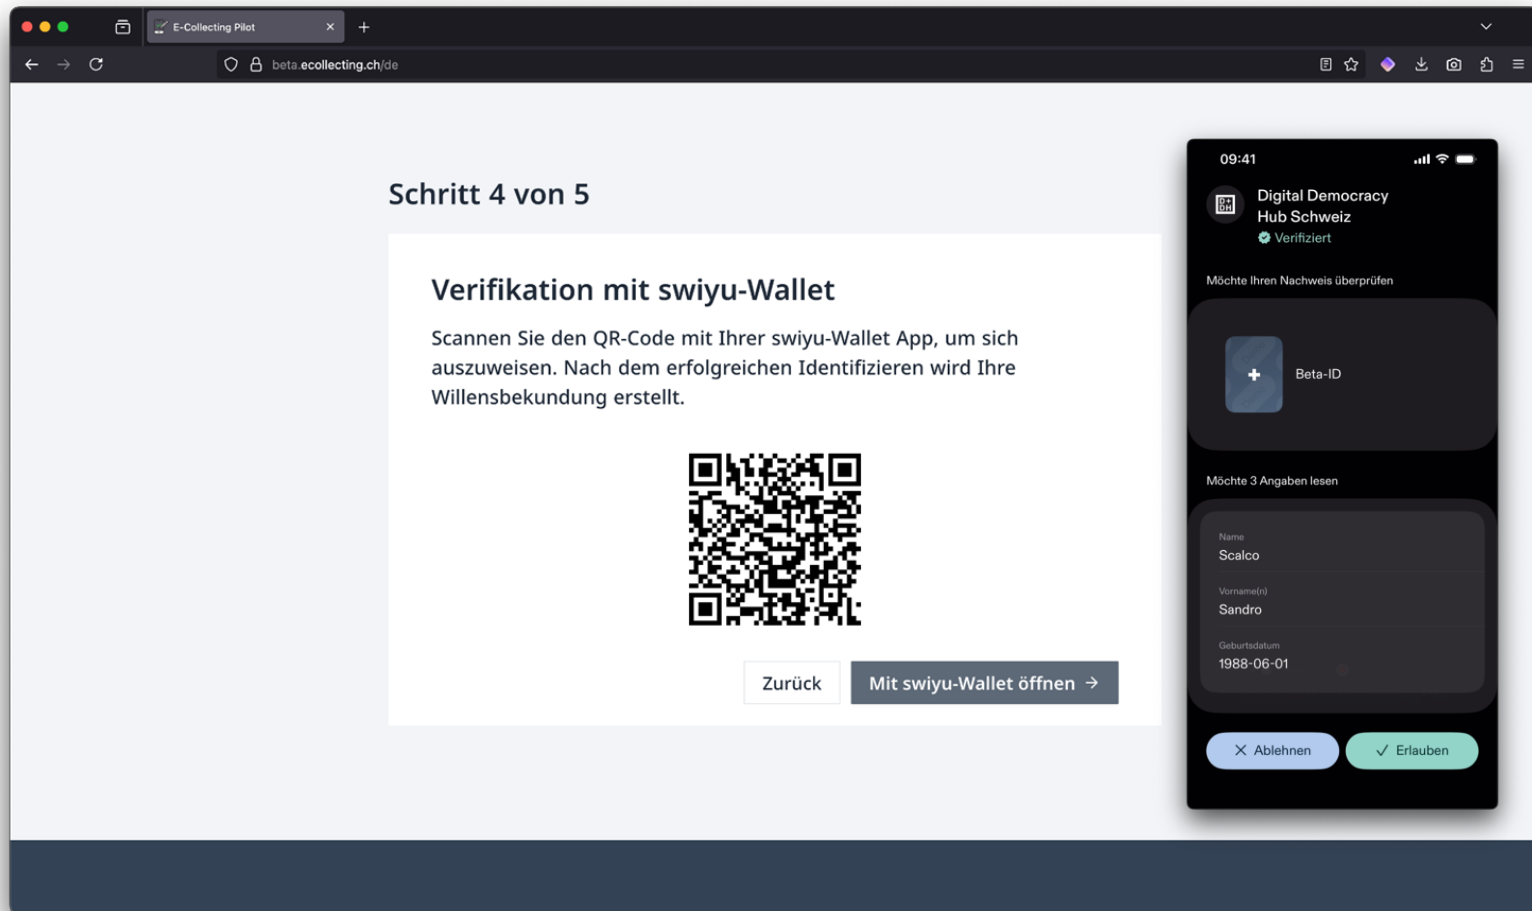 E-Collecting Pilot
beta.ecollecting.ch/de
Schritt 4 von 5
Verifikation mit swiyu-Wallet
Scannen Sie den QR-Code mit Ihrer swiyu-Wallet App, um sich
auszuweisen. Nach dem erfolgreichen Identifizieren wird Ihre
Willensbekundung erstellt.
Zurück
Mit swiyu-Wallet öffnen →
09:41
D+
DH
Digital Democracy
Hub Schweiz
Verifiziert
Möchte Ihren Nachweis überprüfen
Beta-ID
Möchte 3 Angaben lesen
Name
Scalco
Vorname(n)
Sandro
Geburtsdatum
1988-06-01
Ablehnen
Erlauben